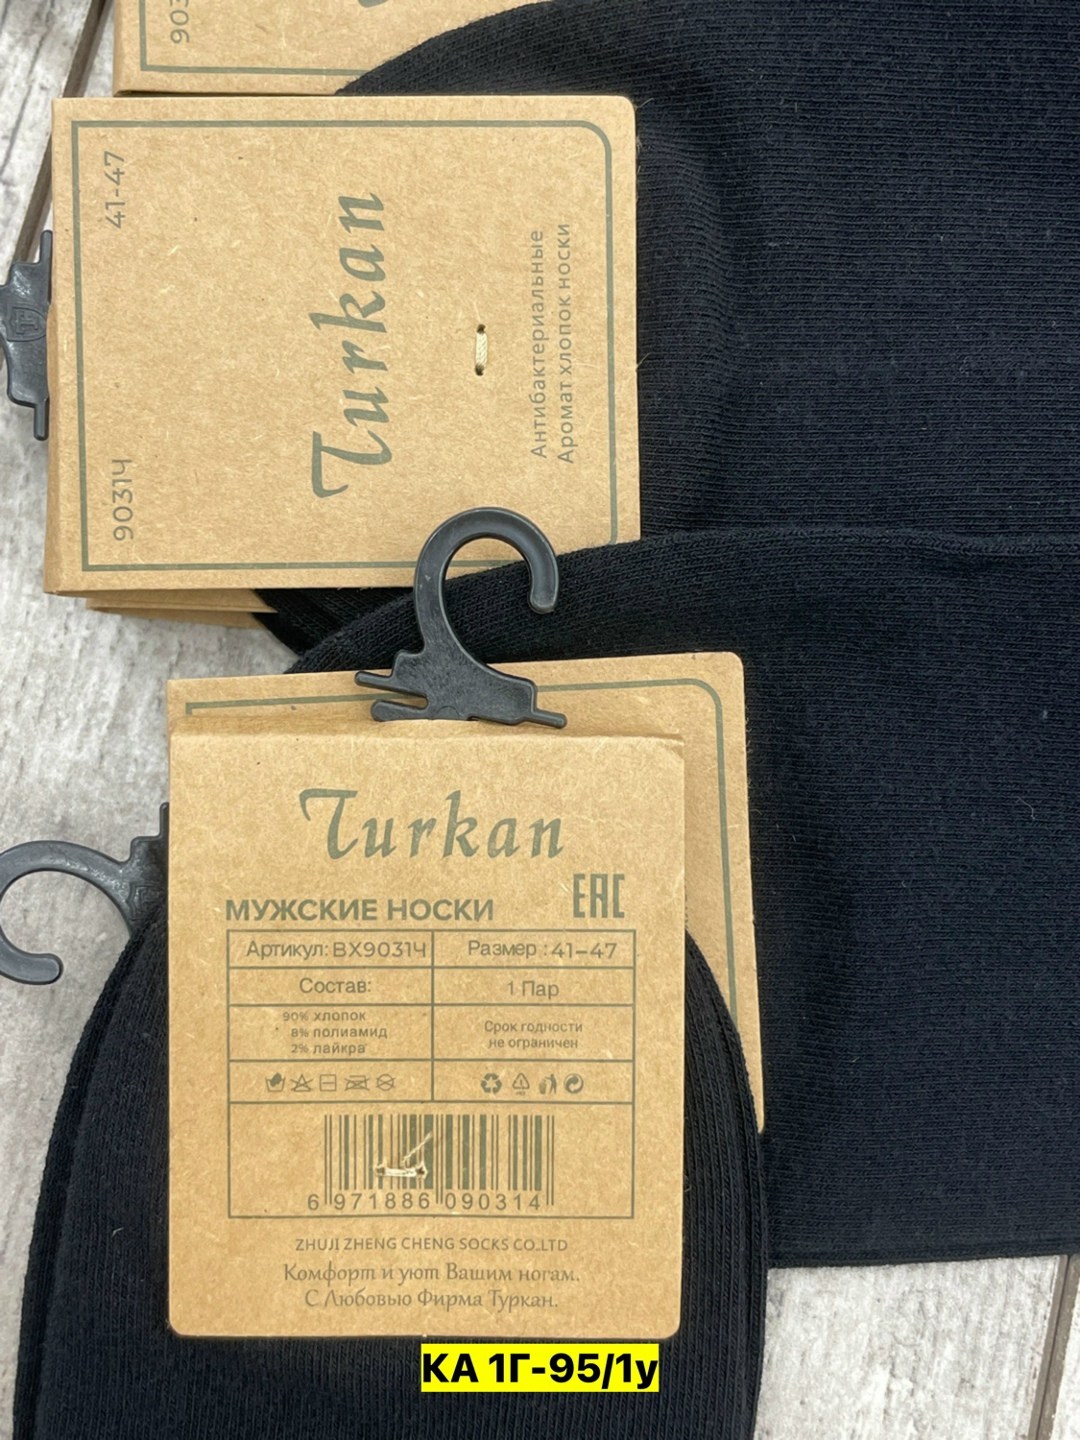 903
41-47
9031Ч
Turkan
Антибактериальные
Аромат хлопок носки
Turkan
МУЖСКИЕ НОСКИ
EAC
Артикул: BX9031Ч
Размер : 41-47
Состав:
1 Пар
90% хлопок
8% полиамид
2% лайкра
Срок годности
не ограничен
6 971886 090314
ZHUJI ZHENG CHENG SOCKS CO.LTD
Комфорт и уют Вашим ногам.
С Любовью Фирма Туркан.
КА 1Г-95/1у